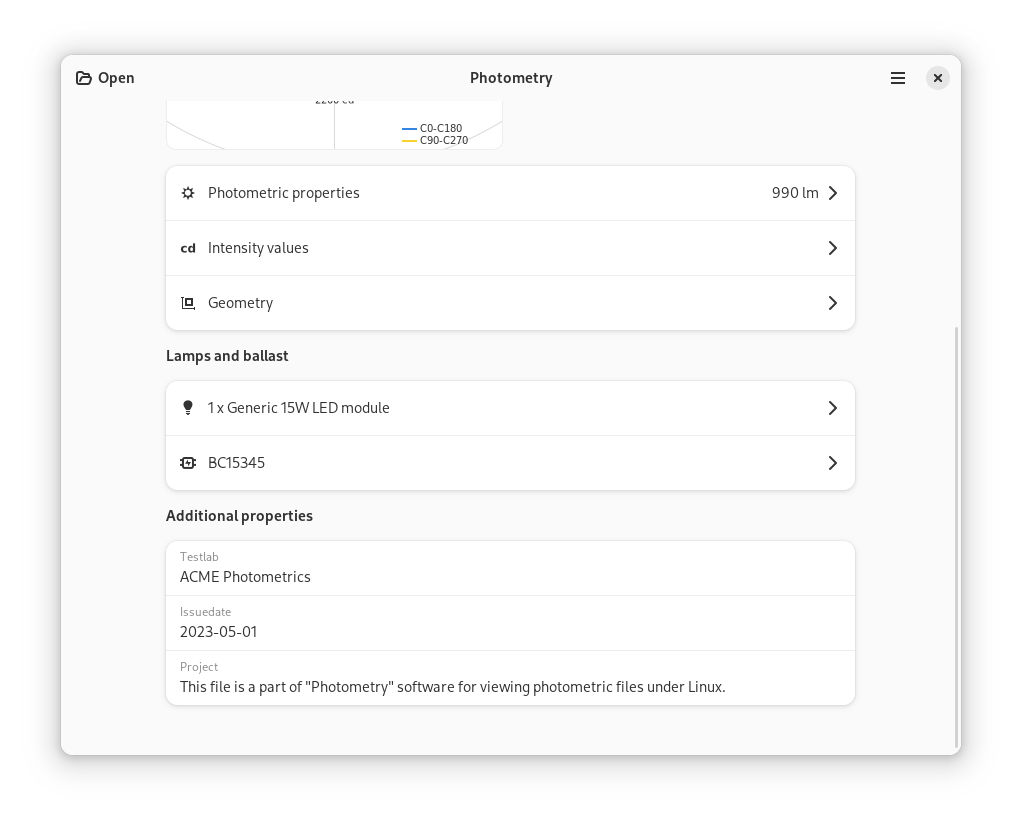 Open
Photometry
2200 cd
C0-C180
C90-C270
Photometric properties
990 lm
cd
Intensity values
Geometry
Lamps and ballast
1 x Generic 15W LED module
BC15345
Additional properties
Testlab
ACME Photometrics
Issuedate
2023-05-01
Project
This file is a part of "Photometry" software for viewing photometric files under Linux.